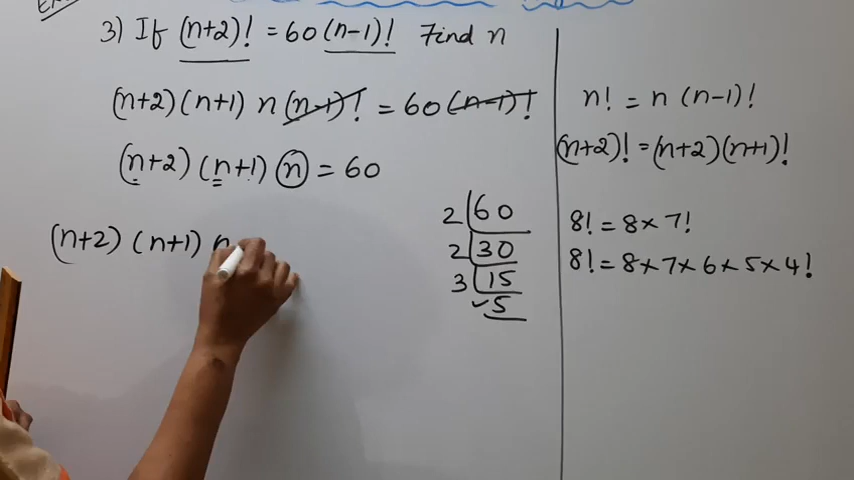 3) If (n+2)! = 60 (n-1)! Find n
(n+2) (n+1) n (n-1)! = 60 (n-1)!
(n+2) (n+1) n = 60
(n+2) (n+1) n
2 60
2 30
3 15
✓5
n! = n (n-1)!
(n+2)! = (n+2)(n+1)!
8! = 8 × 7!
8! = 8 × 7 × 6 × 5 × 4!